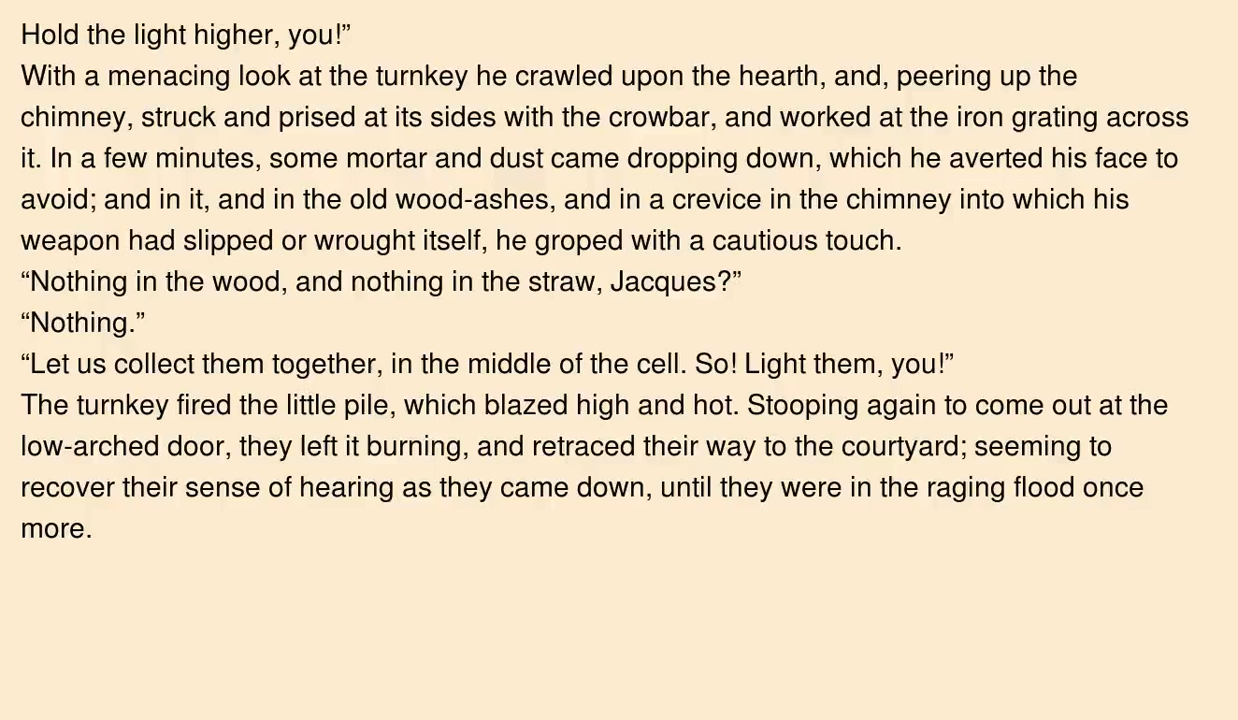 Hold the light higher, you!”
With a menacing look at the turnkey he crawled upon the hearth, and, peering up the
chimney, struck and prised at its sides with the crowbar, and worked at the iron grating across
it. In a few minutes, some mortar and dust came dropping down, which he averted his face to
avoid; and in it, and in the old wood-ashes, and in a crevice in the chimney into which his
weapon had slipped or wrought itself, he groped with a cautious touch.
“Nothing in the wood, and nothing in the straw, Jacques?”
“Nothing.”
“Let us collect them together, in the middle of the cell. So! Light them, you!”
The turnkey fired the little pile, which blazed high and hot. Stooping again to come out at the
low-arched door, they left it burning, and retraced their way to the courtyard; seeming to
recover their sense of hearing as they came down, until they were in the raging flood once
more.